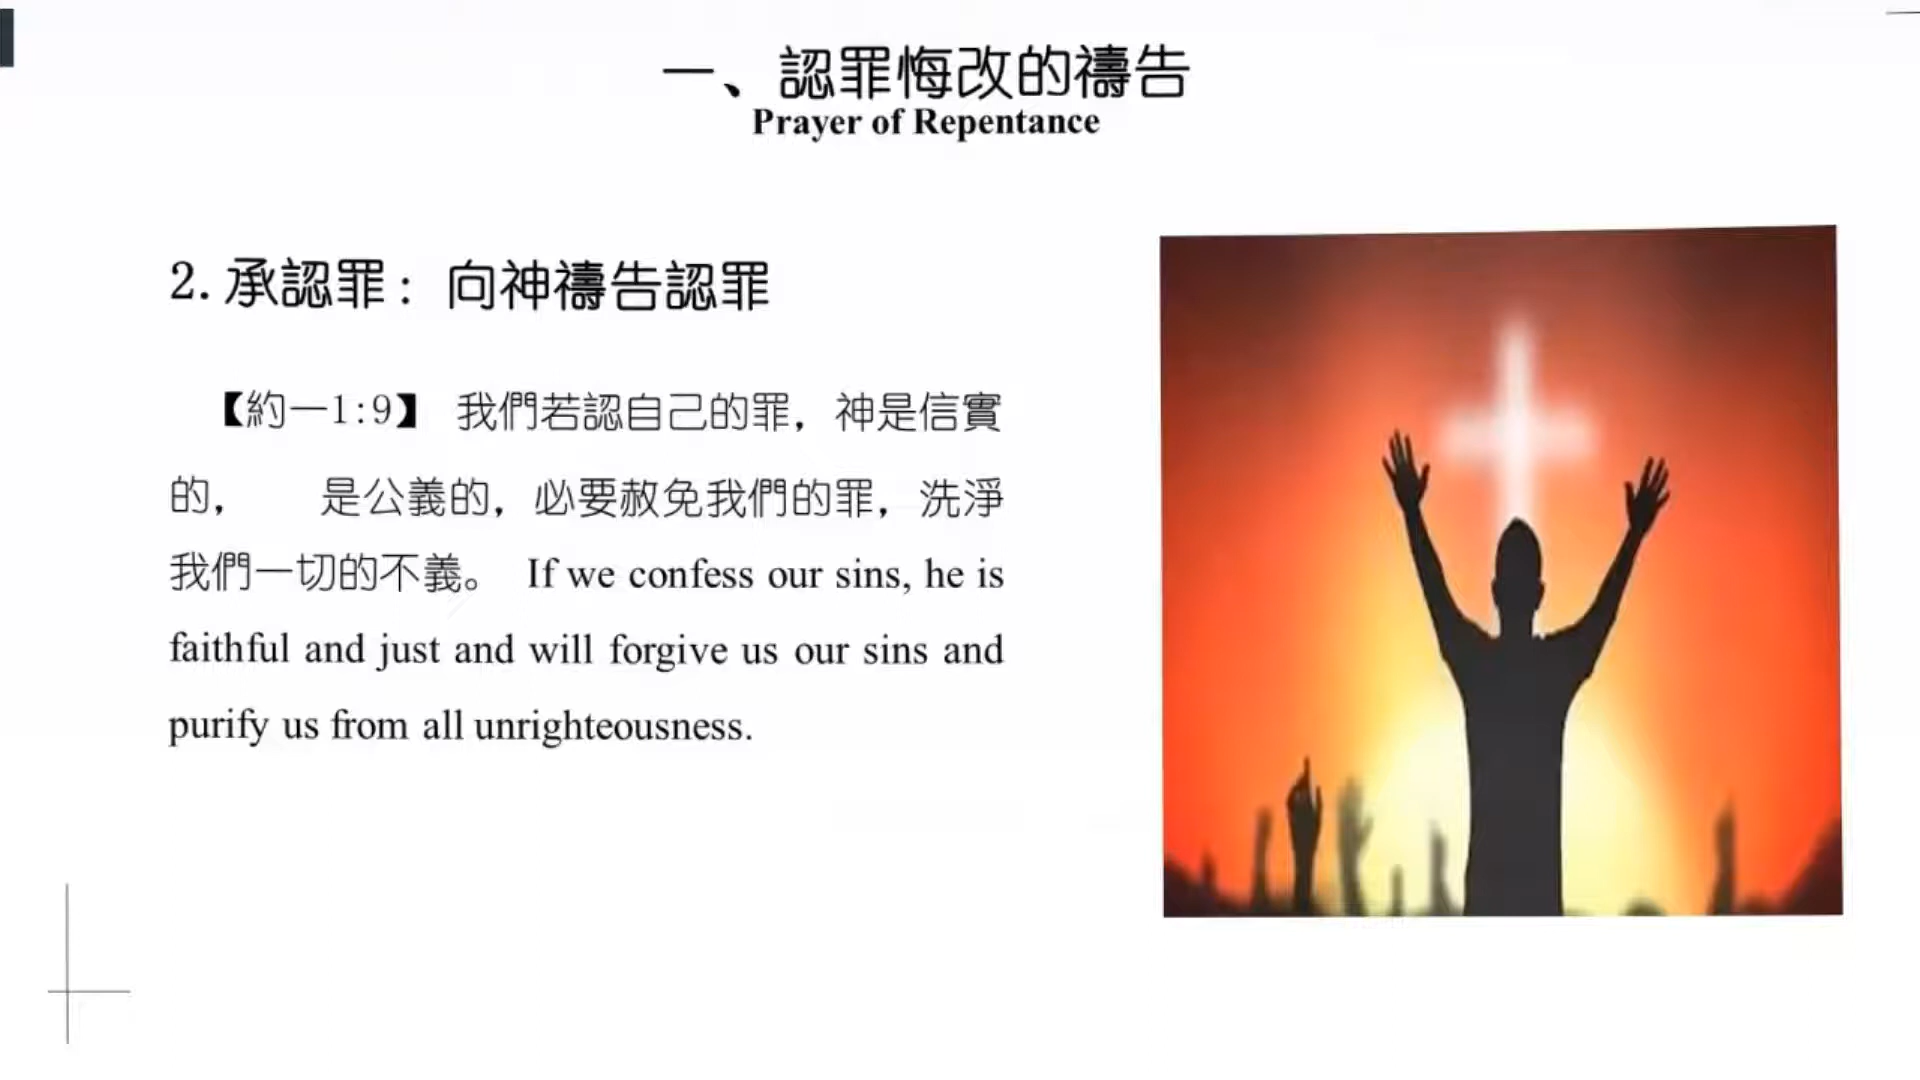 一、認罪悔改的禱告
Prayer of Repentance
2.承認罪：向神禱告認罪
【約一1:9】 我們若認自己的罪，神是信實
的， 是公義的，必要赦免我們的罪，洗淨
我們一切的不義。 If we confess our sins, he is
faithful and just and will forgive us our sins and
purify us from all unrighteousness.